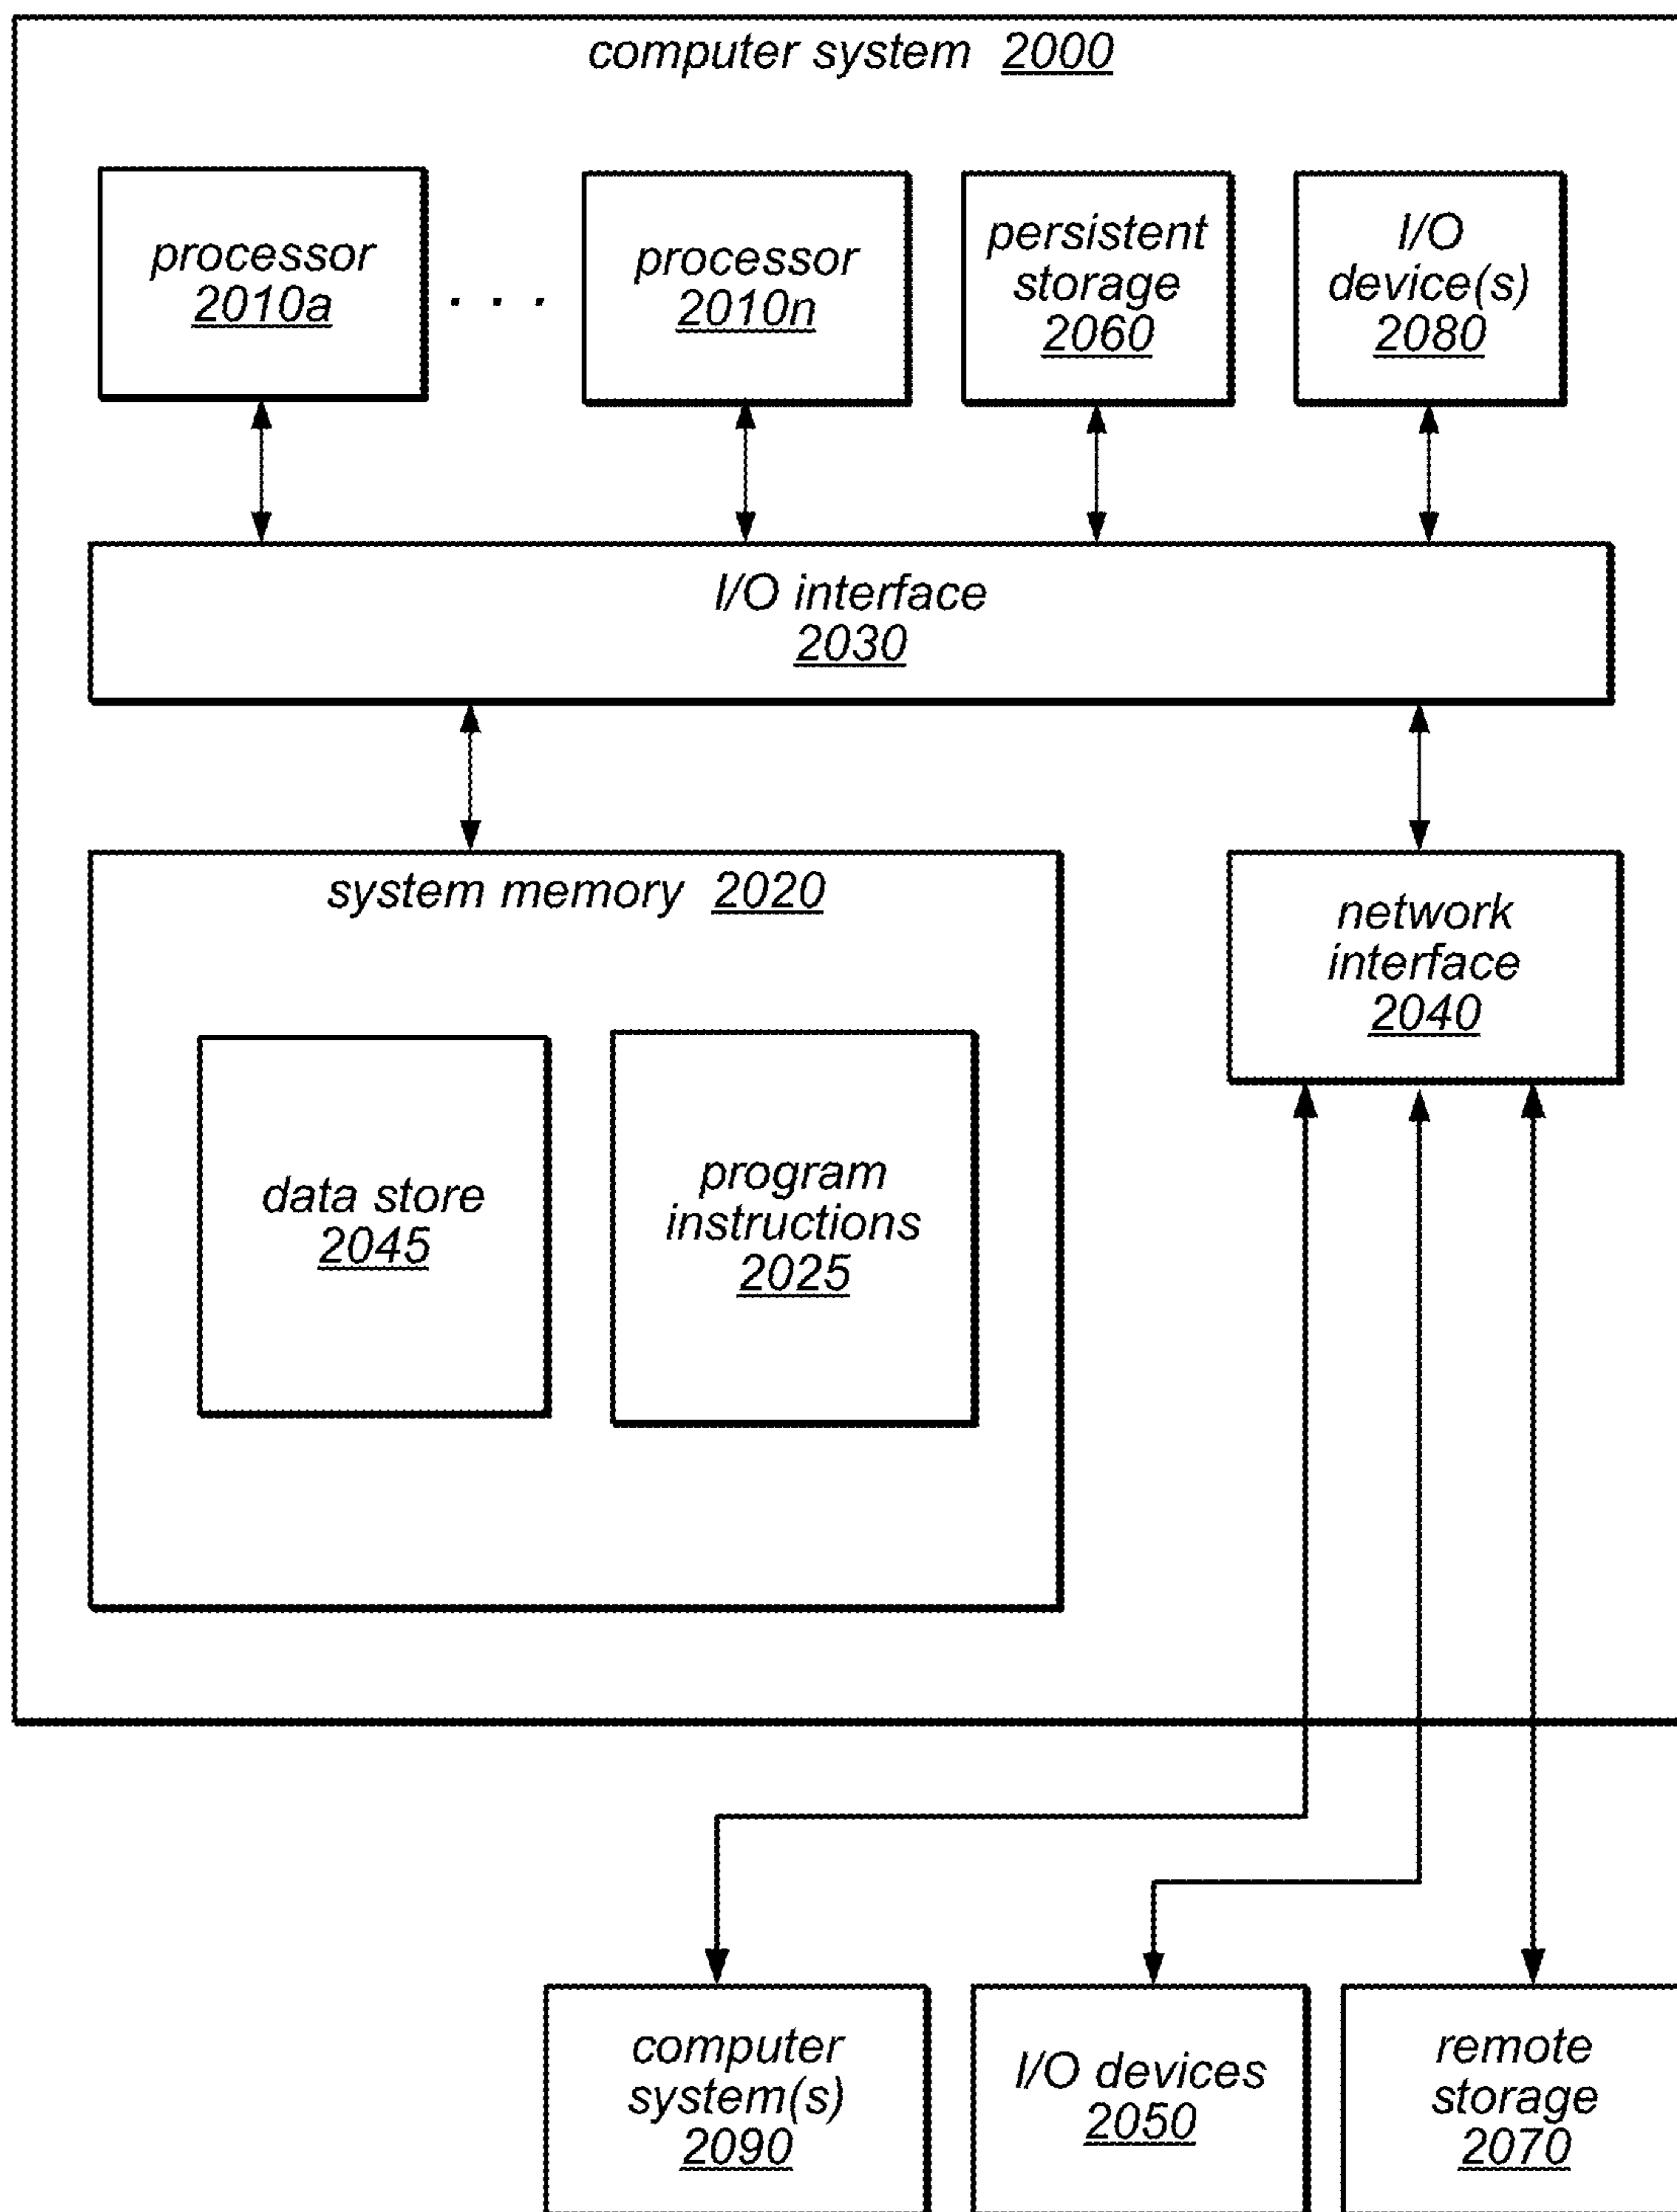 computer system 2000
processor
2010a
. . .
processor
2010n
persistent
storage
2060
I/O
device(s)
2080
I/O interface
2030
system memory 2020
network
interface
2040
data store
2045
program
instructions
2025
computer
system(s)
2090
I/O devices
2050
remote
storage
2070